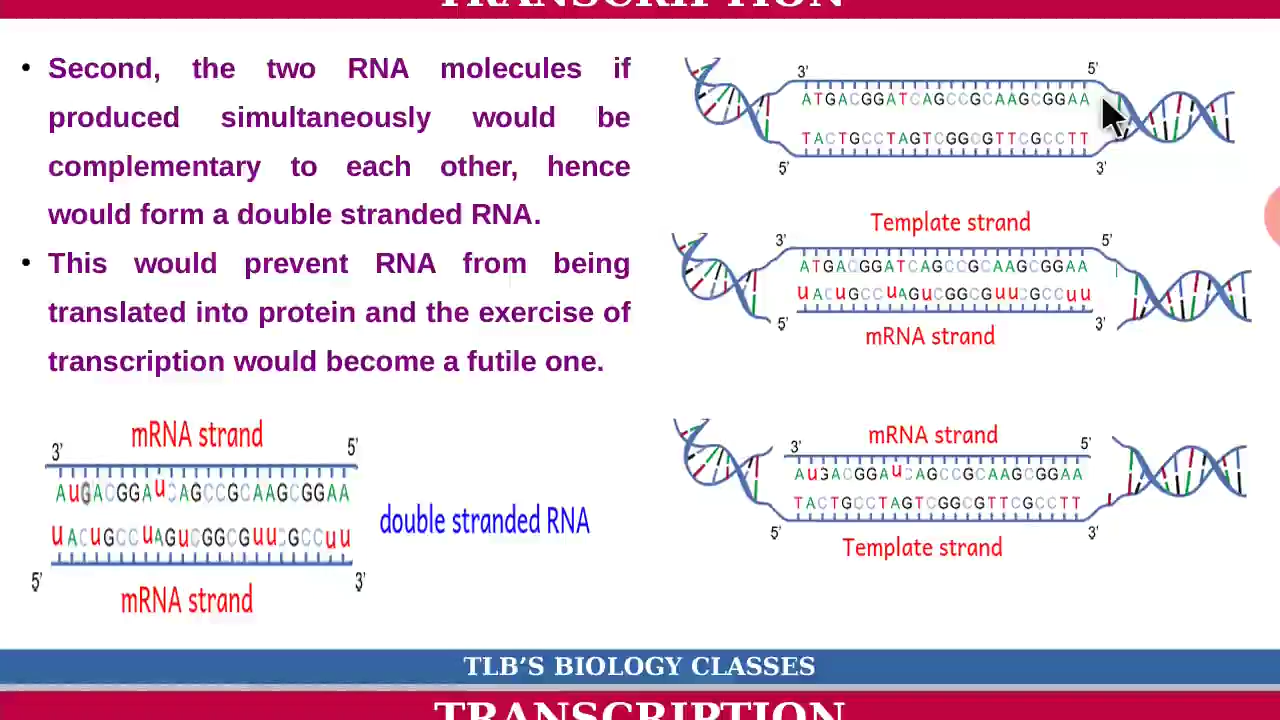 TRANSCRIPTION
• Second, the two RNA molecules if
produced simultaneously would be
complementary to each other, hence
would form a double stranded RNA.
• This would prevent RNA from being
translated into protein and the exercise of
transcription would become a futile one.
3' 5'
ATGACGGATCAGCCGCAAGCGGAA
TACTGCCTAGTCGGCGTTCGCCTT
5' 3'
Template strand
3' 5'
ATGACGGATCAGCCGCAAGCGGAA
uACuGCCuAGuCGGCGuuCGCCuu
5' 3'
mRNA strand
mRNA strand
3' 5'
AuGACGGAuCAGCCGCAAGCGGAA
TACTGCCTAGTCGGCGTTCGCCTT
5' 3'
Template strand
mRNA strand
3' 5'
AuGACGGAuCAGCCGCAAGCGGAA
uACuGCCuAGuCGGCGuuCGCCuu
5' 3'
mRNA strand
double stranded RNA
TLB'S BIOLOGY CLASSES
TRANSCRIPTION